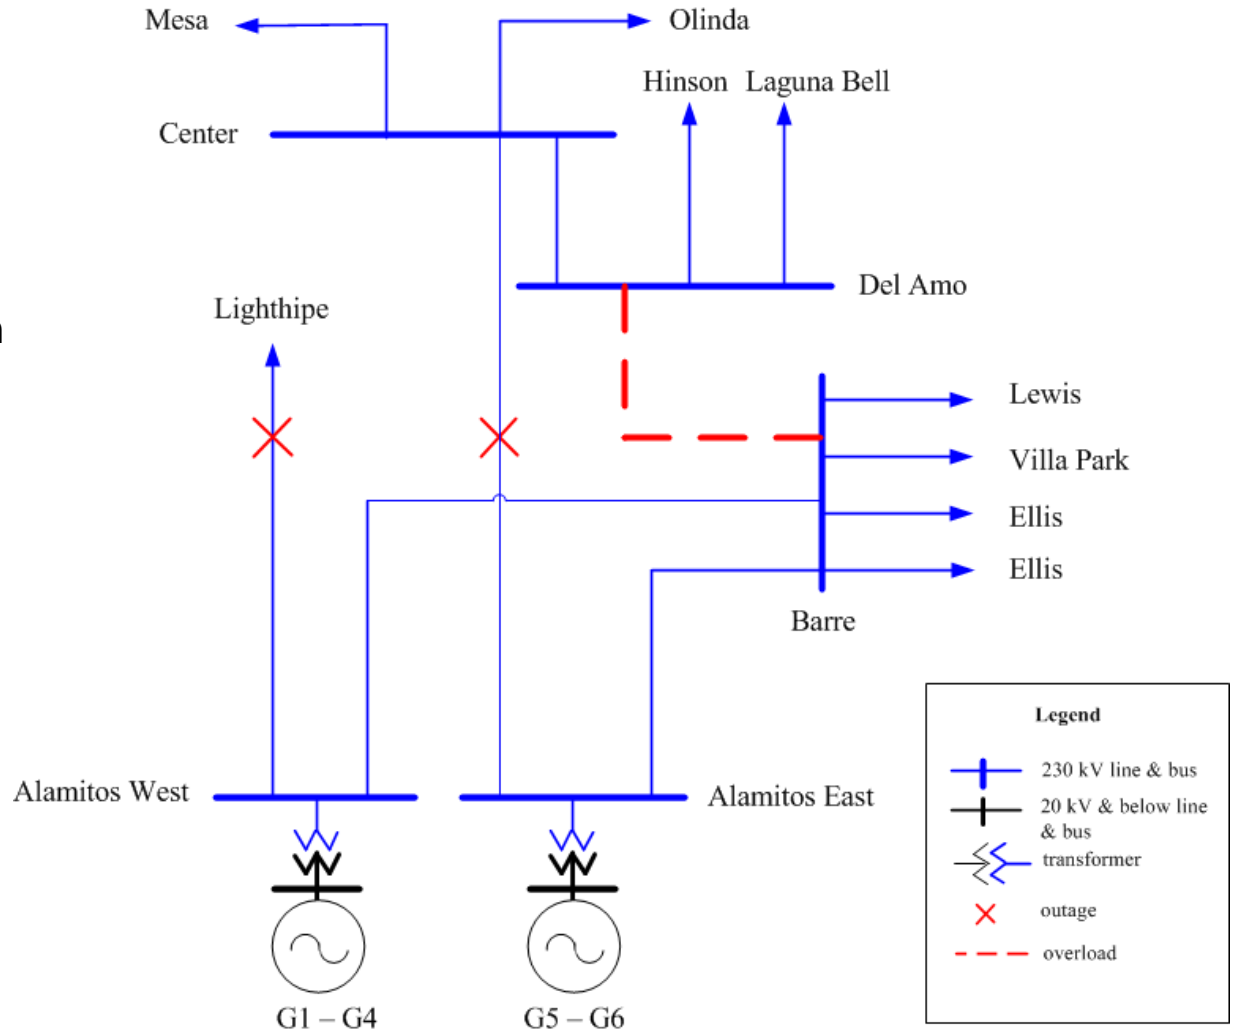 Mesa
Olinda
Hinson
Laguna Bell
Center
Del Amo
Lighthipe
Lewis
Villa Park
Ellis
Ellis
Barre
Legend
230 kV line & bus
20 kV & below line
& bus
transformer
outage
overload
Alamitos West
Alamitos East
G1 – G4
G5 – G6